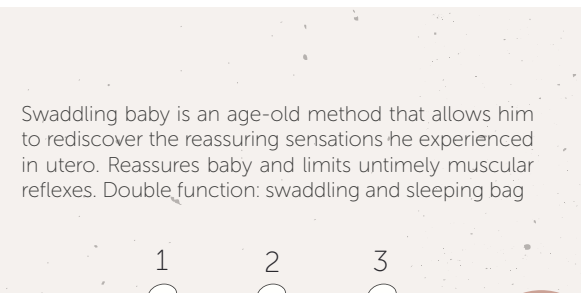 Swaddling baby is an age-old method that allows him
to rediscover the reassuring sensations he experienced
in utero. Reassures baby and limits untimely muscular
reflexes. Double function: swaddling and sleeping bag
1 2 3